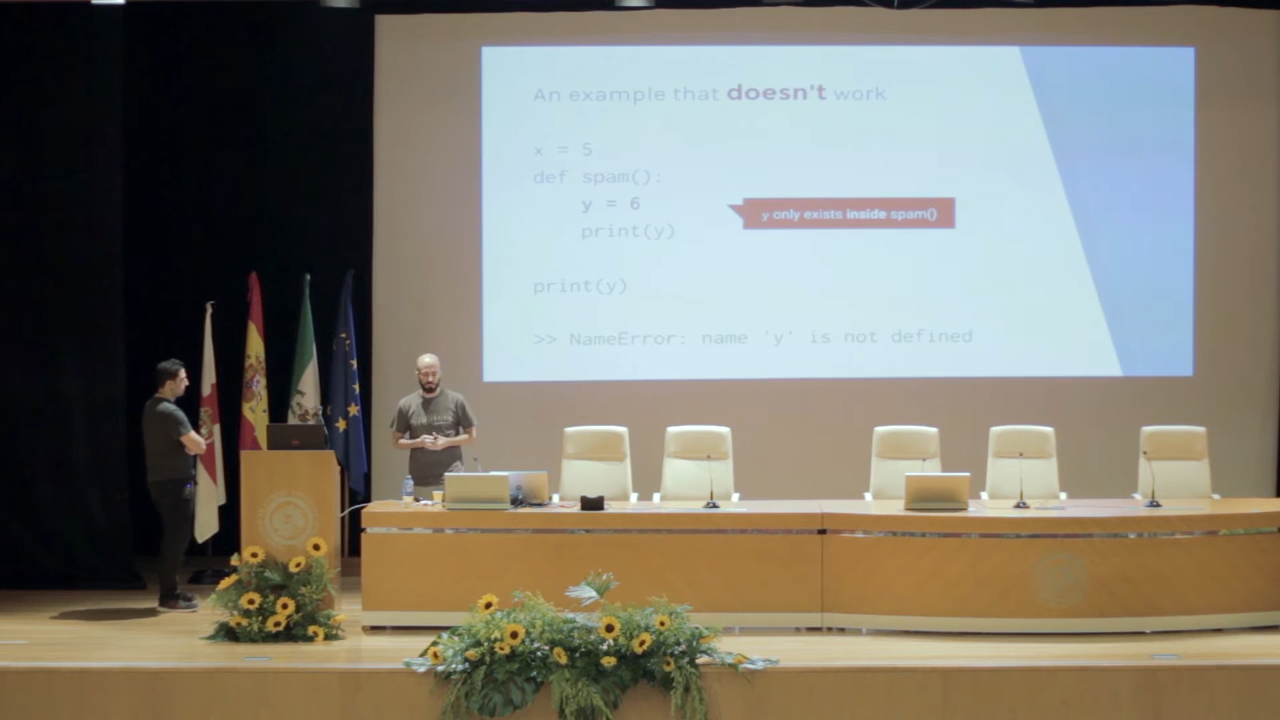 An example that doesn't work
x = 5
def spam():
    y = 6
    print(y)
y only exists inside spam()
print(y)
>> NameError: name 'y' is not defined